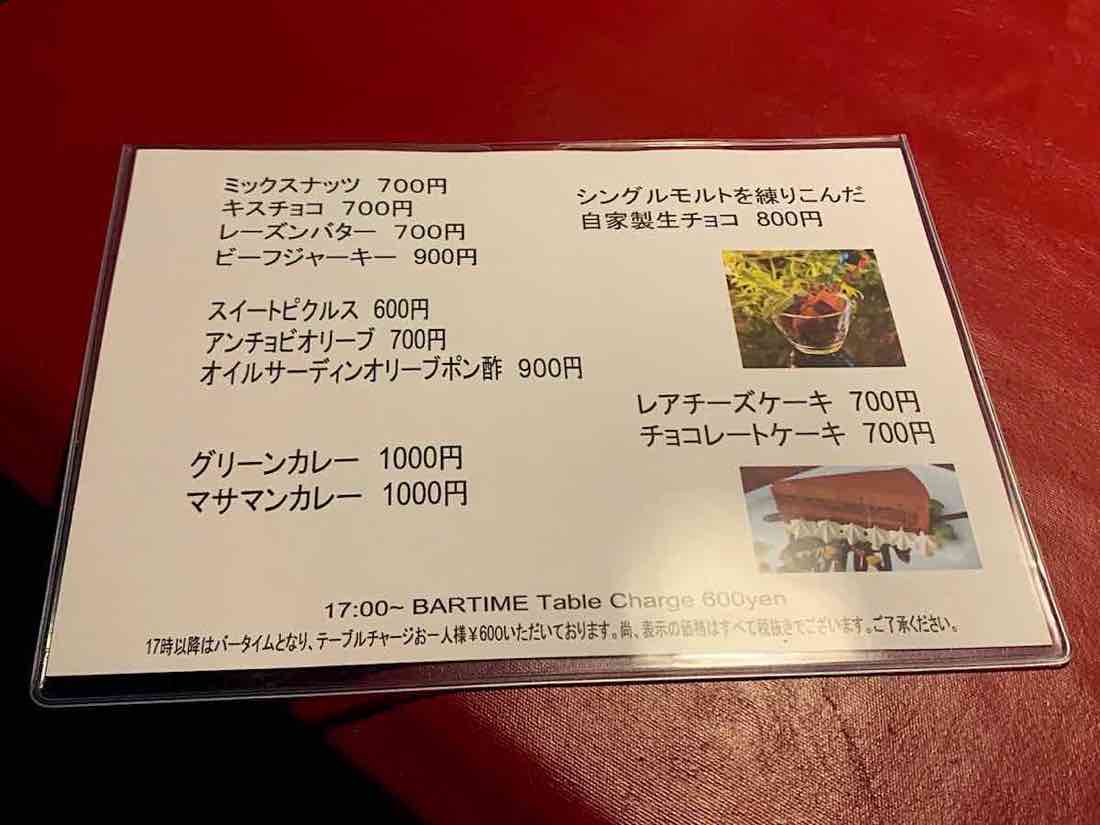 ミックスナッツ 700円
キスチョコ 700円
レーズンバター 700円
ビーフジャーキー 900円
スイートピクルス 600円
アンチョビオリーブ 700円
オイルサーディンオリーブポン酢 900円
グリーンカレー 1000円
マサマンカレー 1000円
シングルモルトを練りこんだ
自家製生チョコ 800円
レアチーズケーキ 700円
チョコレートケーキ 700円
17:00~ BARTIME Table Charge 600yen
17時以降はバータイムとなり、テーブルチャージお一人様¥600いただいております。尚、表示の価格はすべて税抜きでございます。ご了承ください。